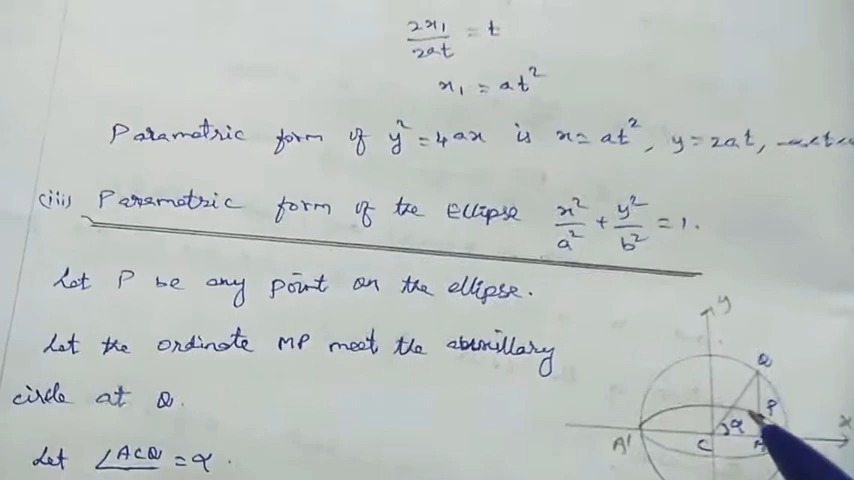 2x₁/2at = t
x₁ = at²
Parametric form of y² = 4ax is x = at², y = 2at,
(iii) Parametric form of the Ellipse x²/a² + y²/b² = 1.
Let P be any point on the ellipse.
Let the ordinate MP meet the auxillary
circle at Q.
Let ∠ACQ = α.
y
Q
P
x
A'
C
α